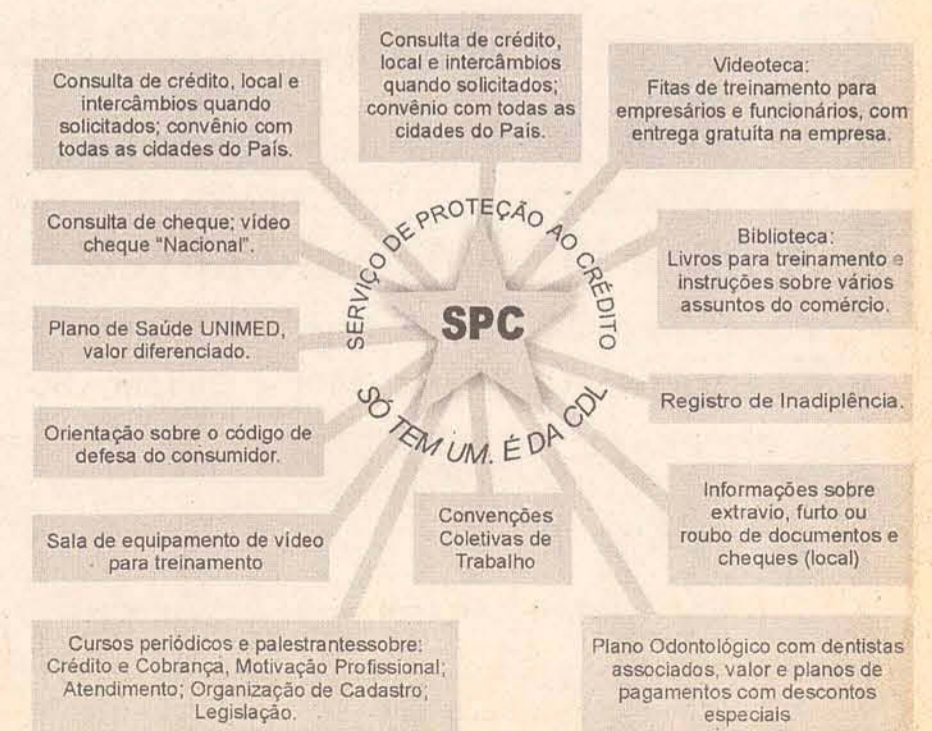 Consulta de crédito, local e
intercâmbios quando
solicitados; convênio com
todas as cidades do País.
Consulta de crédito,
local e intercâmbios
quando solicitados;
convênio com todas as
cidades do País.
Videoteca:
Fitas de treinamento para
empresários e funcionários, com
entrega gratuíta na empresa.
Consulta de cheque; vídeo
cheque "Nacional".
SERVIÇO DE PROTEÇÃO AO CRÉDITO
SPC
SÓ TEM UM. É DA CDL
Biblioteca:
Livros para treinamento e
instruções sobre vários
assuntos do comércio.
Plano de Saúde UNIMED,
valor diferenciado.
Registro de Inadiplência.
Orientação sobre o código de
defesa do consumidor.
Informações sobre
extravio, furto ou
roubo de documentos e
cheques (local)
Sala de equipamento de vídeo
para treinamento
Convenções
Coletivas de
Trabalho
Cursos periódicos e palestrantessobre:
Crédito e Cobrança, Motivação Profissional;
Atendimento; Organização de Cadastro;
Legislação.
Plano Odontológico com dentistas
associados, valor e planos de
pagamentos com descontos
especiais